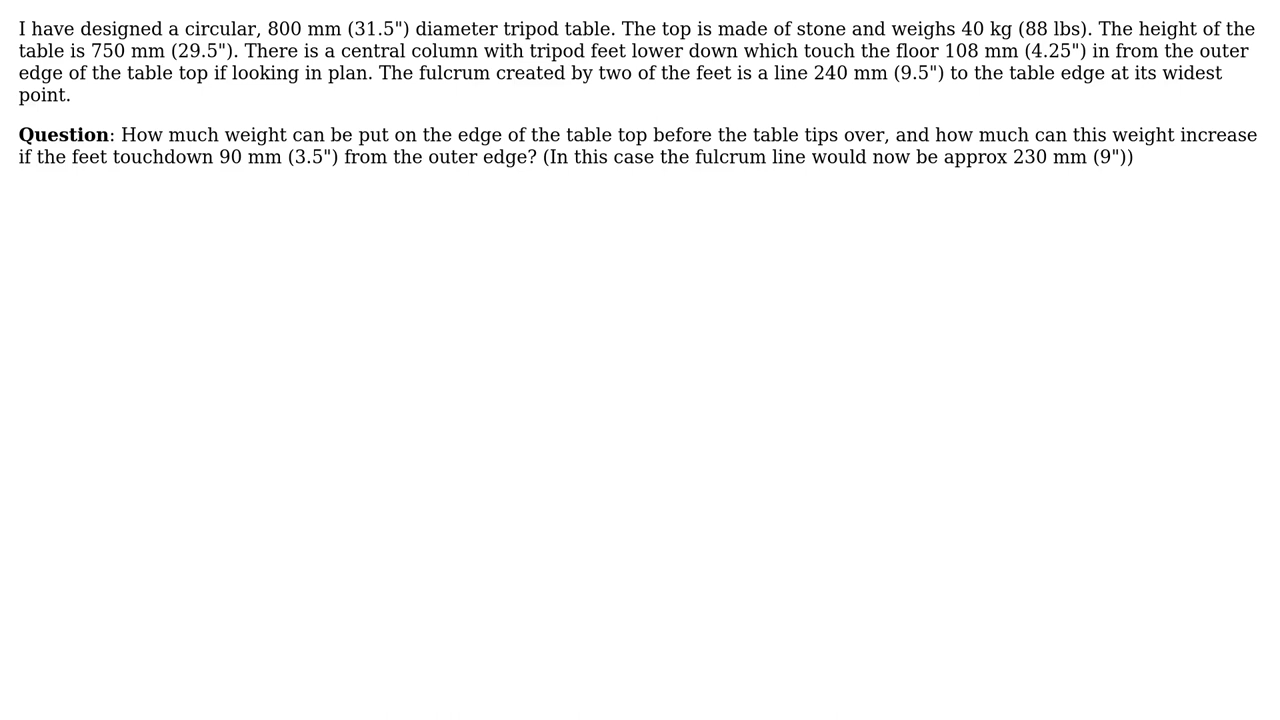 I have designed a circular, 800 mm (31.5") diameter tripod table. The top is made of stone and weighs 40 kg (88 lbs). The height of the
table is 750 mm (29.5"). There is a central column with tripod feet lower down which touch the floor 108 mm (4.25") in from the outer
edge of the table top if looking in plan. The fulcrum created by two of the feet is a line 240 mm (9.5") to the table edge at its widest
point.
Question: How much weight can be put on the edge of the table top before the table tips over, and how much can this weight increase
if the feet touchdown 90 mm (3.5") from the outer edge? (In this case the fulcrum line would now be approx 230 mm (9"))